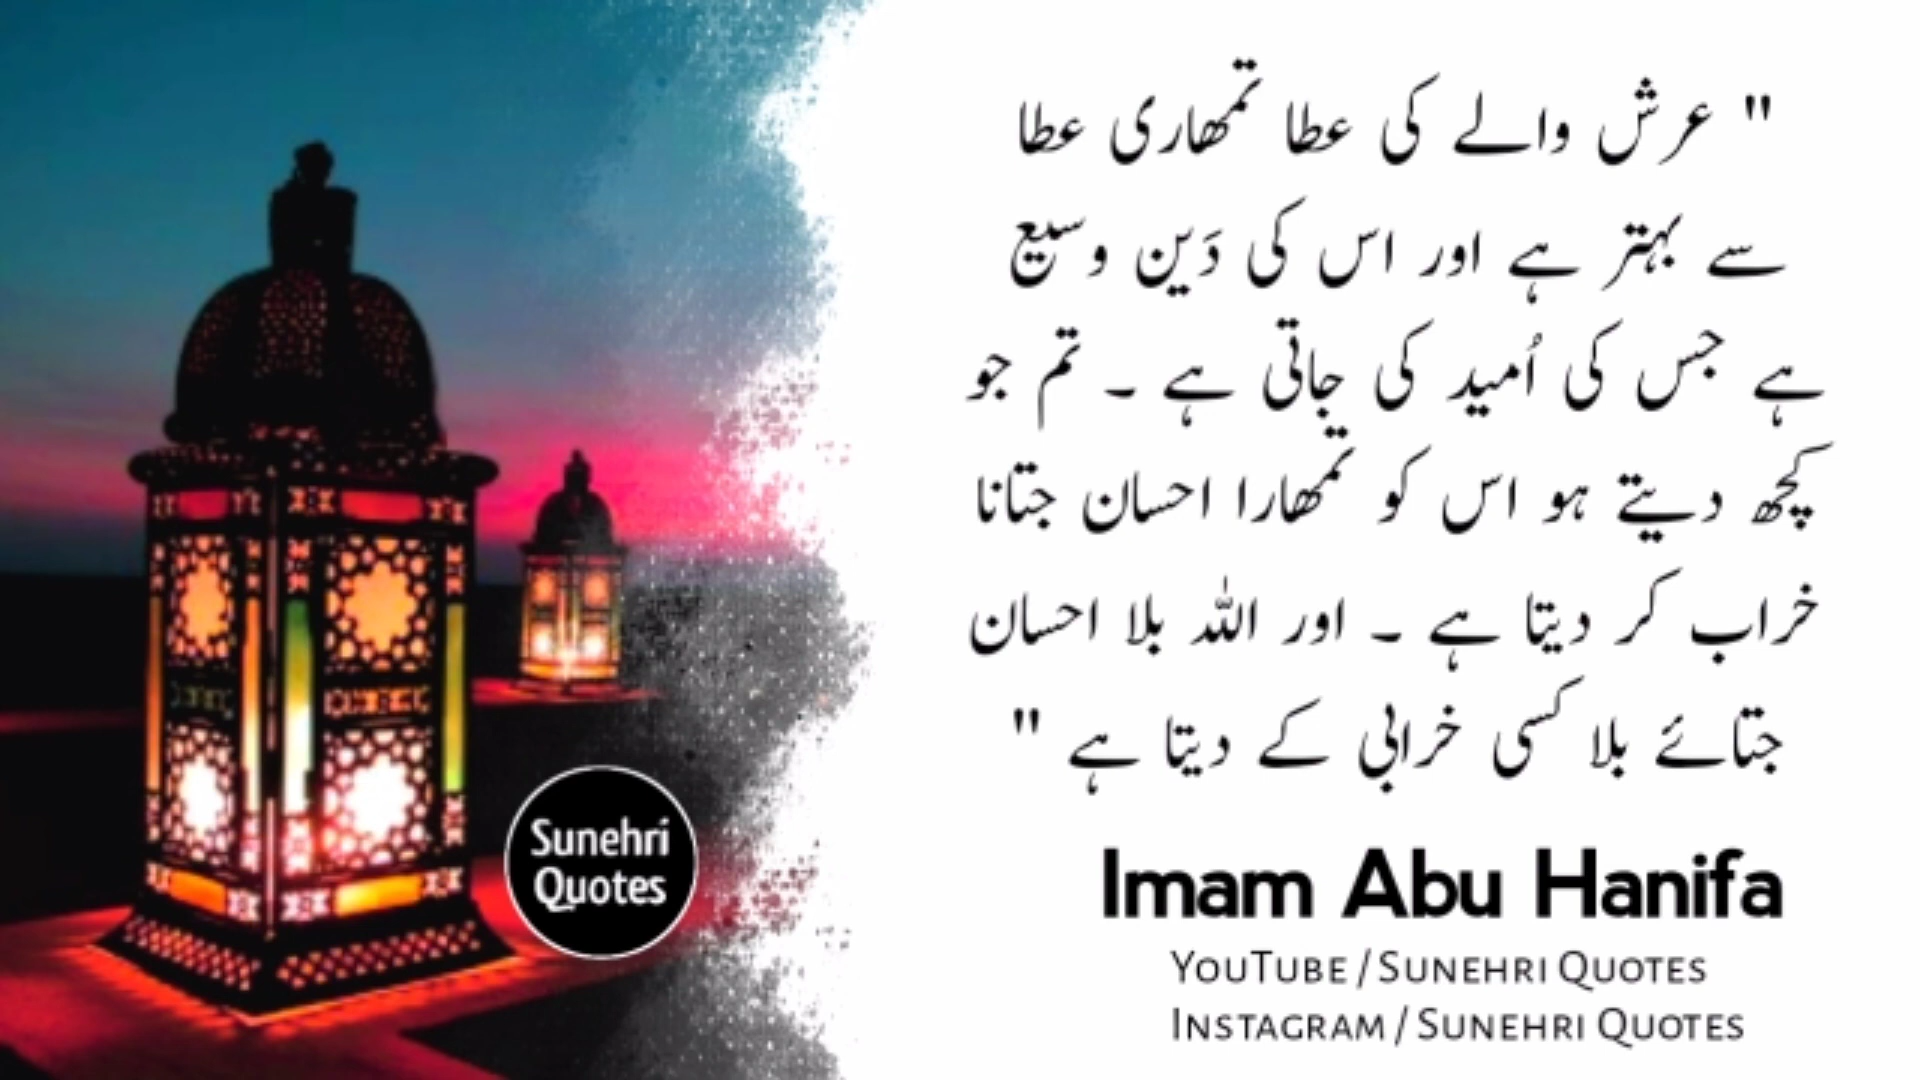 " عرش والے کی عطا تمھاری عطا
سے بہتر ہے اور اس کی دَین وسیع
ہے جس کی اُمید کی جاتی ہے ۔ تم جو
کچھ دیتے ہو اس کو تمھارا احسان جتانا
خراب کر دیتا ہے ۔ اور اللہ بلا احسان
جتائے بلا کسی خرابی کے دیتا ہے "
Imam Abu Hanifa
YouTube / Sunehri Quotes
Instagram / Sunehri Quotes
Sunehri
Quotes